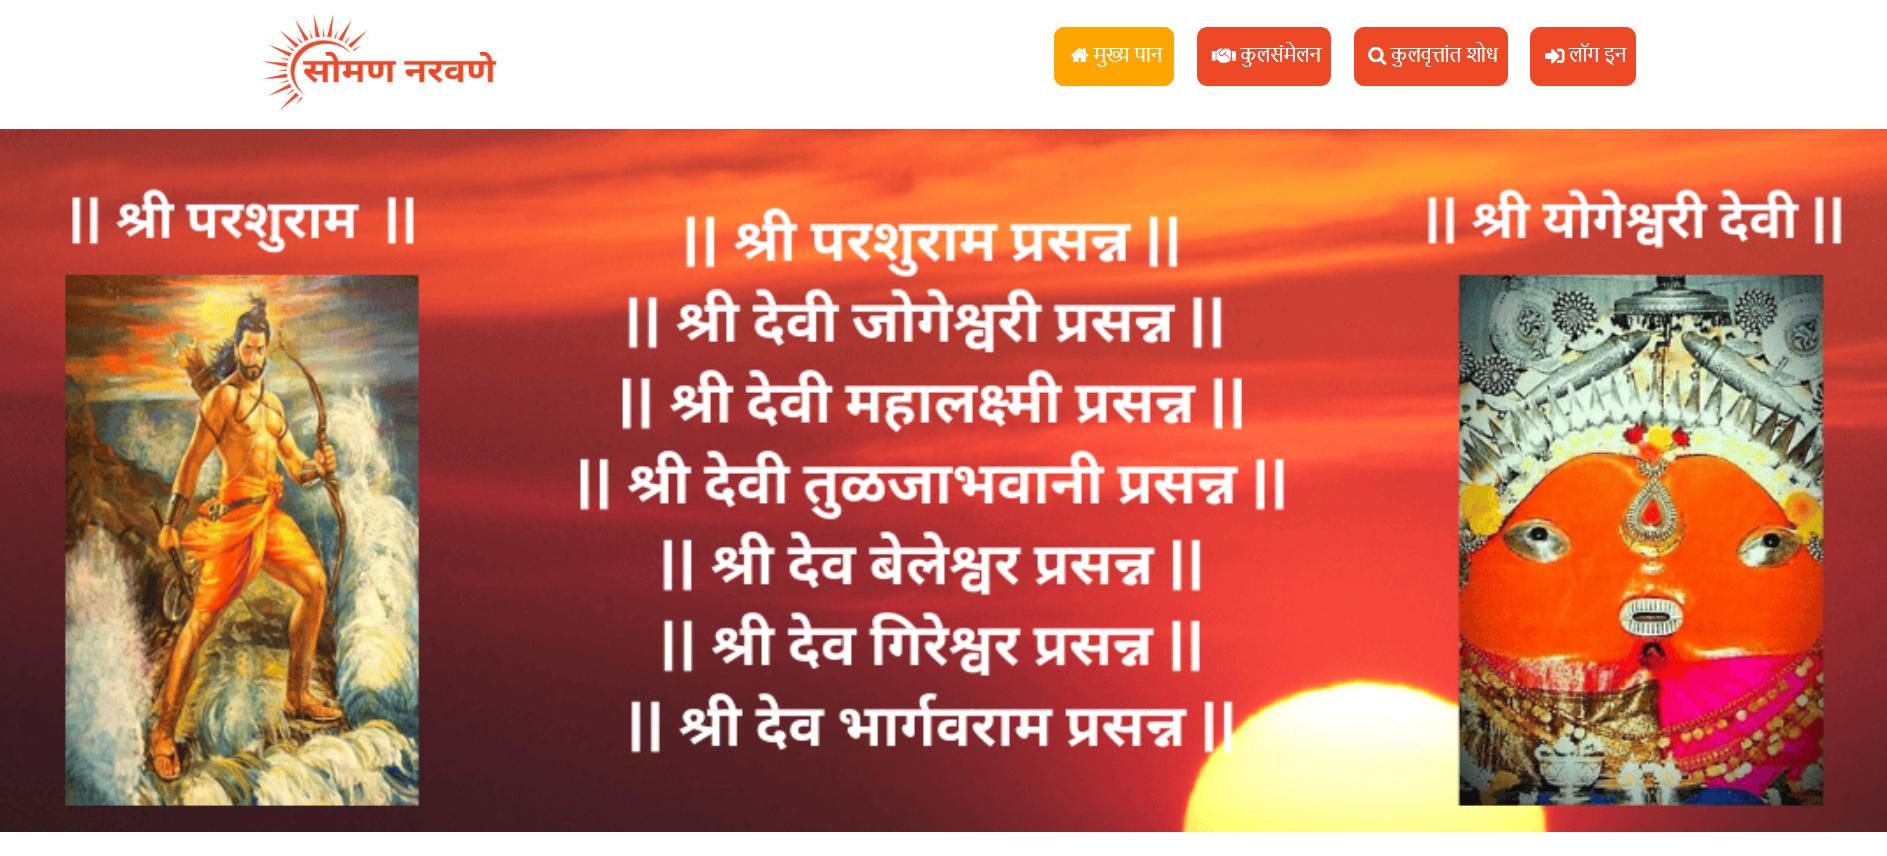 सोमण नरवणे
मुख्य पान
कुलसंमेलन
कुलवृत्तांत शोध
लॉग इन
|| श्री परशुराम ||
|| श्री परशुराम प्रसन्न ||
|| श्री देवी जोगेश्वरी प्रसन्न ||
|| श्री देवी महालक्ष्मी प्रसन्न ||
|| श्री देवी तुळजाभवानी प्रसन्न ||
|| श्री देव बेलेश्वर प्रसन्न ||
|| श्री देव गिरेश्वर प्रसन्न ||
|| श्री देव भार्गवराम प्रसन्न ||
|| श्री योगेश्वरी देवी ||